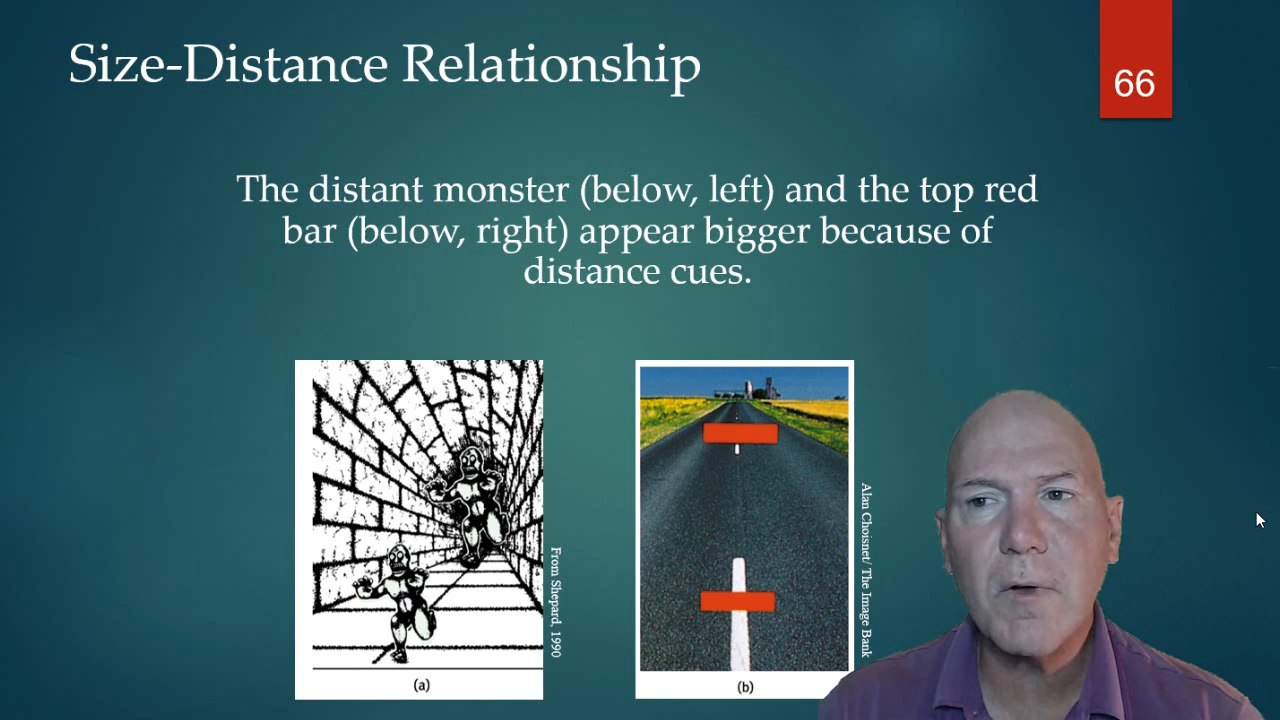 Size-Distance Relationship
66
The distant monster (below, left) and the top red
bar (below, right) appear bigger because of
distance cues.
From Shepard, 1990
Alan Choisnet/ The Image Bank
(a)
(b)